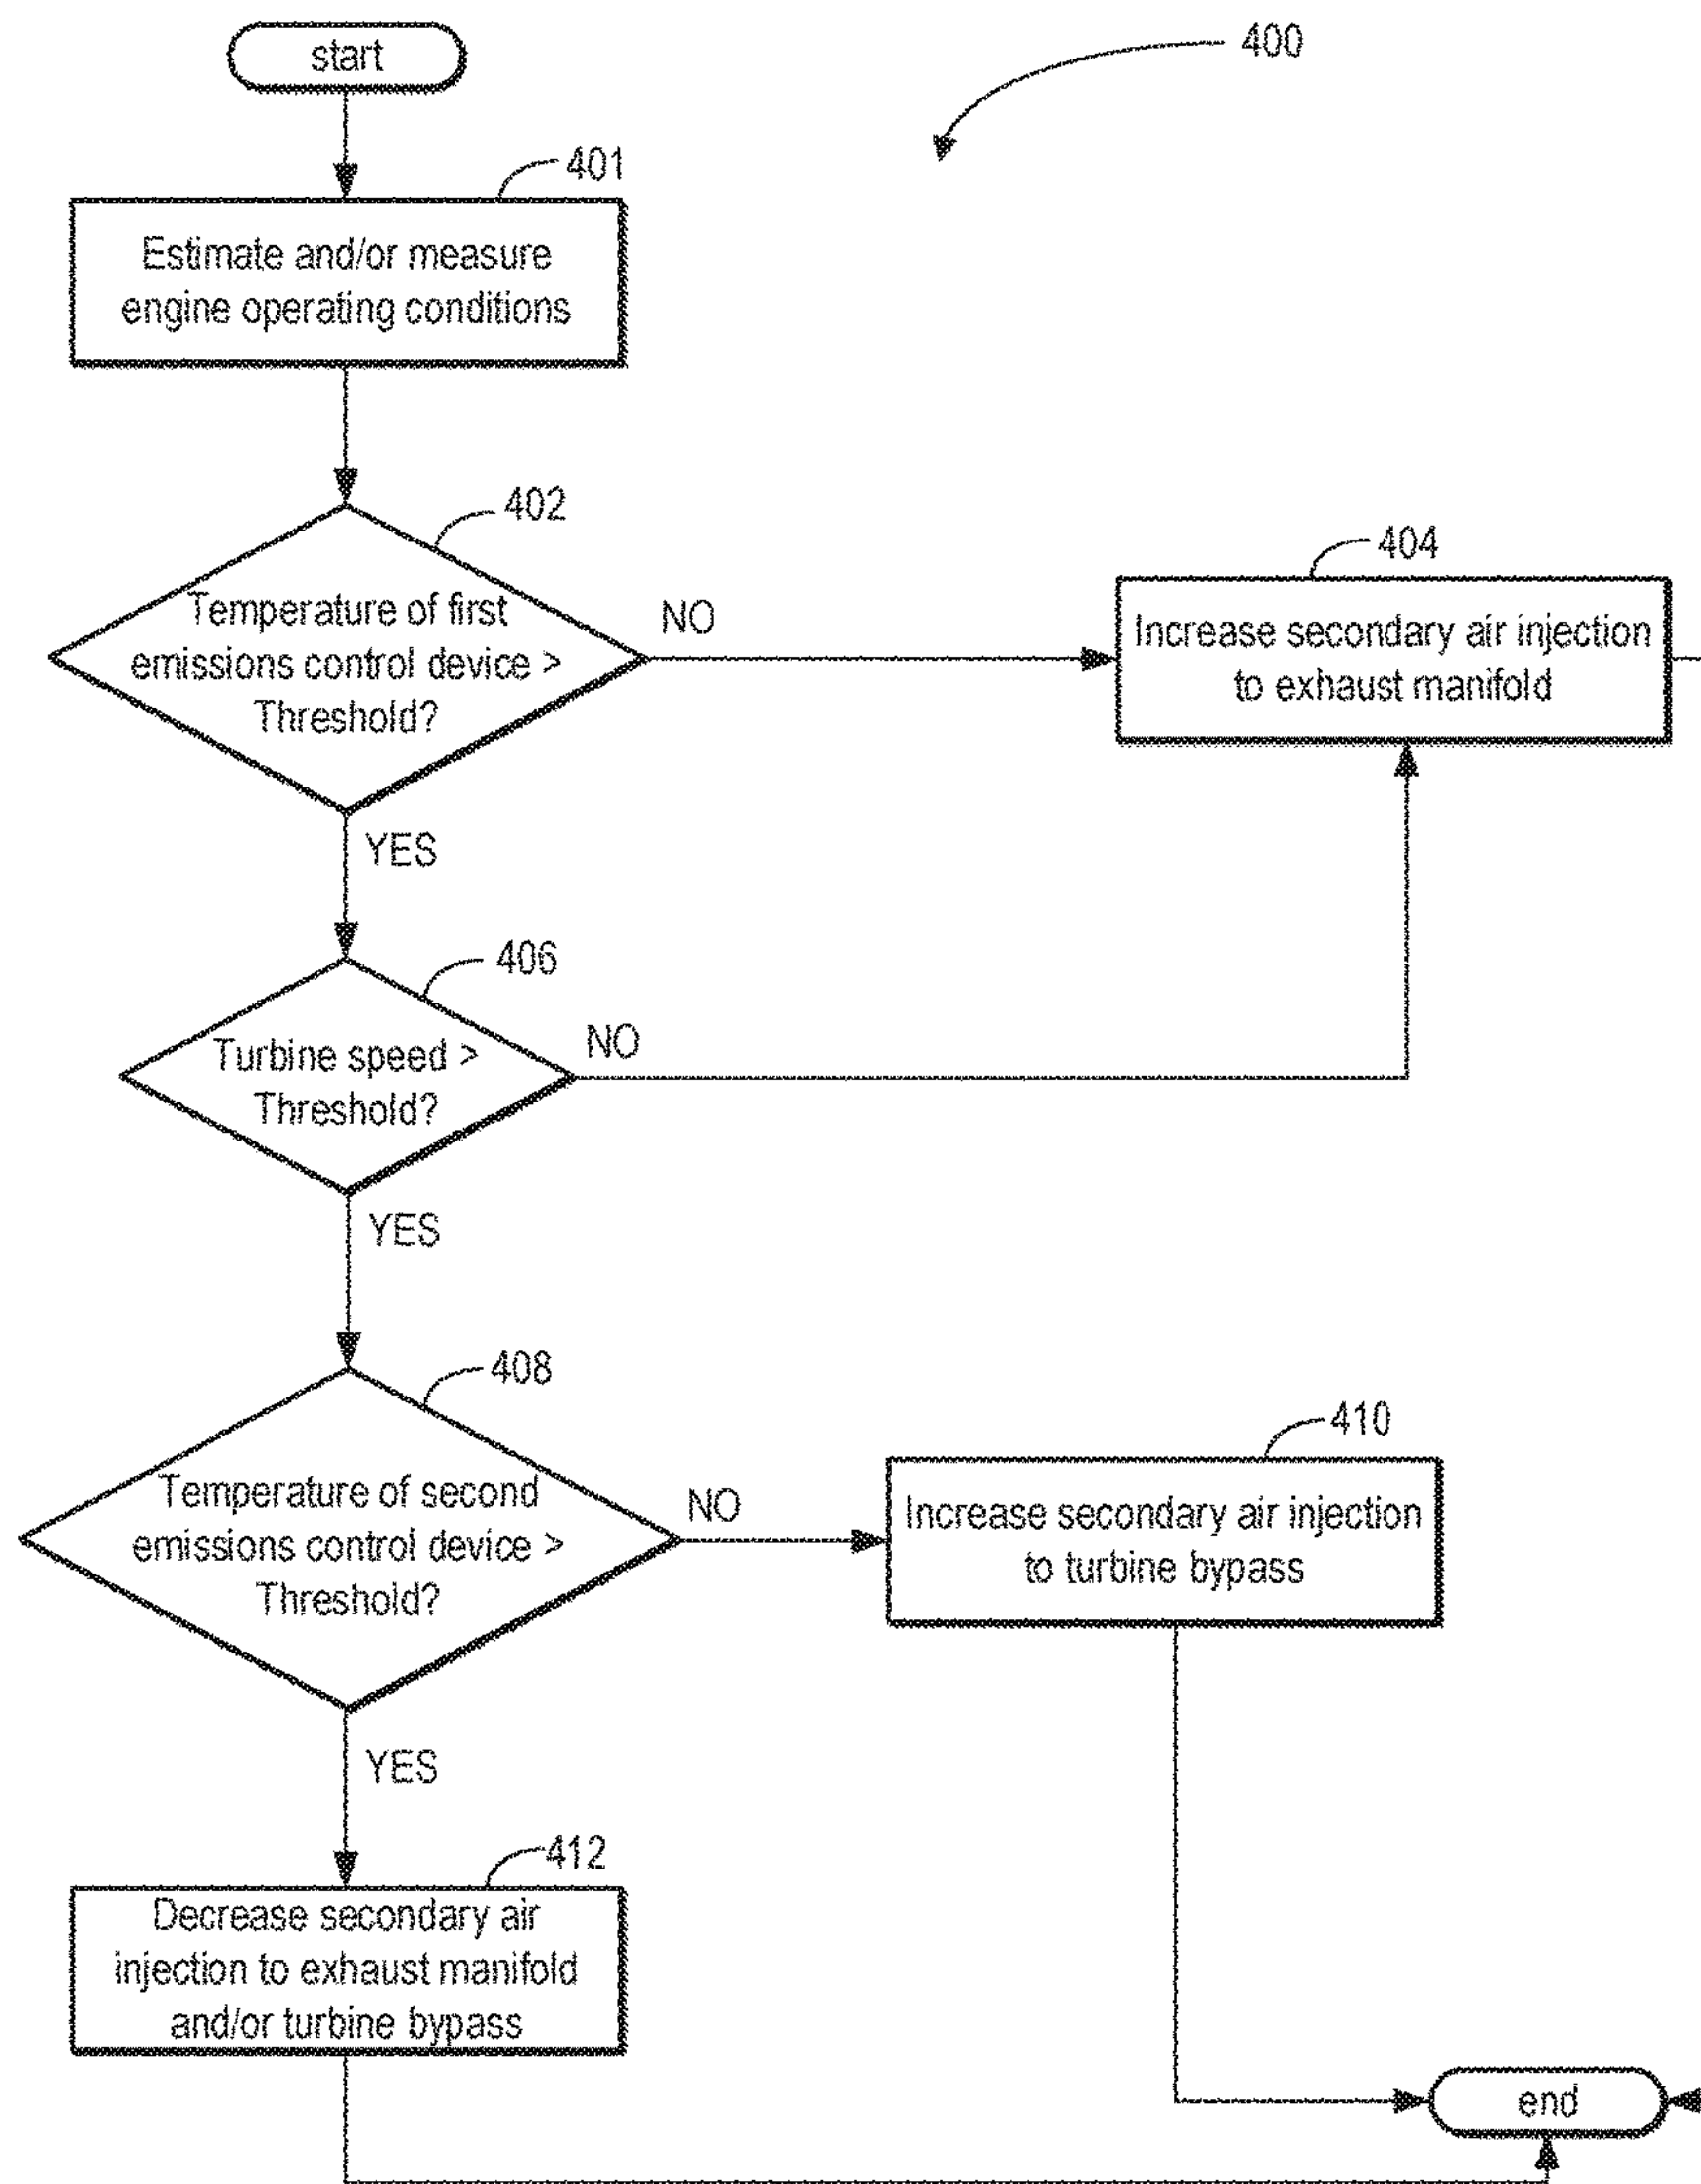 start
400
401
Estimate and/or measure
engine operating conditions
402
Temperature of first
emissions control device >
Threshold?
NO
404
Increase secondary air injection
to exhaust manifold
YES
406
Turbine speed >
Threshold?
NO
YES
408
Temperature of second
emissions control device >
Threshold?
NO
410
Increase secondary air injection
to turbine bypass
YES
412
Decrease secondary air
injection to exhaust manifold
and/or turbine bypass
end